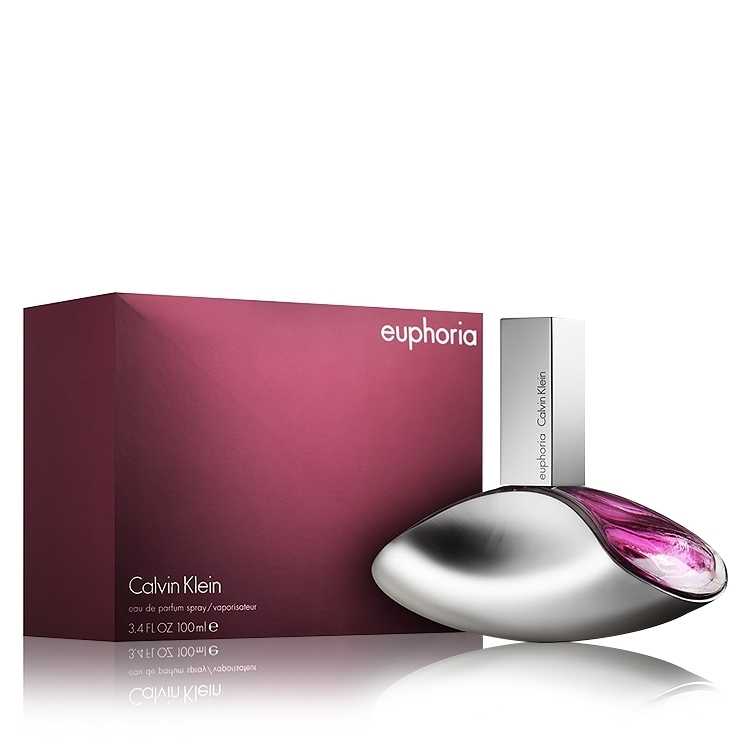 euphoria
Calvin Klein
eau de parfum spray/vaporisateur
3.4 FL OZ 100 ml ℮
euphoria Calvin Klein